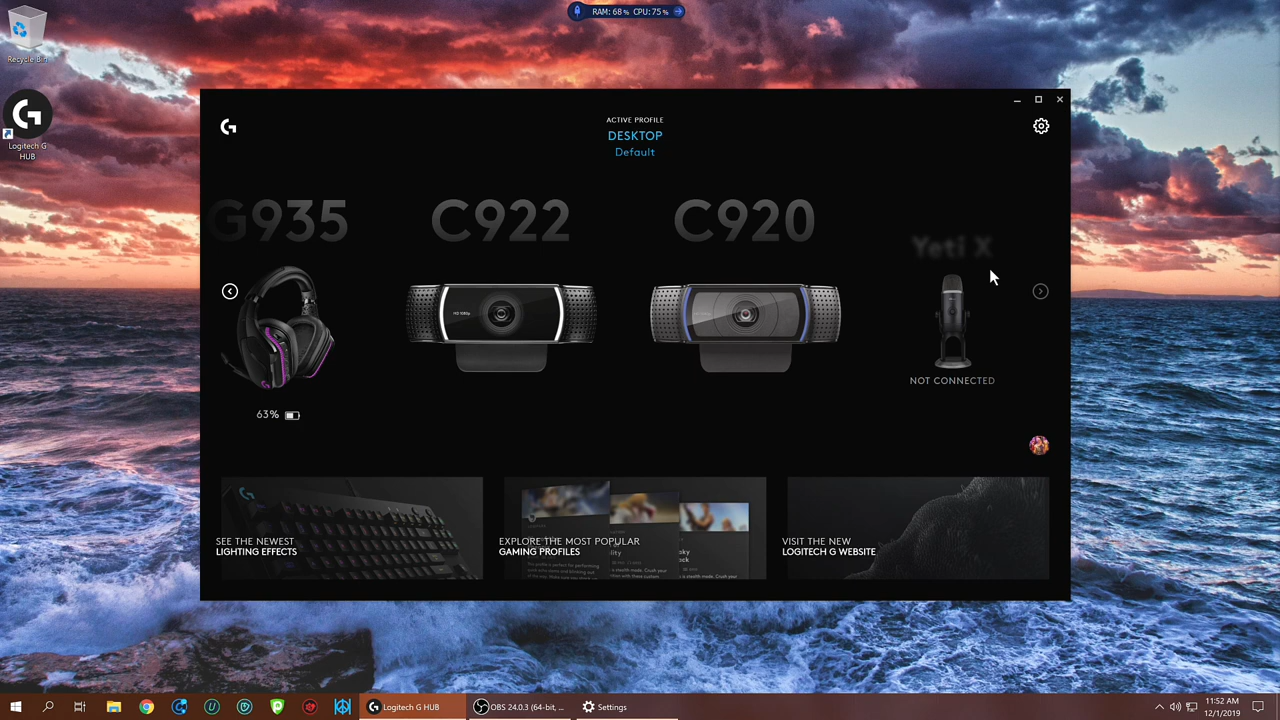 RAM: 68 % CPU: 75 %
Recycle Bin
Logitech G
HUB
ACTIVE PROFILE
DESKTOP
Default
G935
C922
C920
Yeti X
HD 1080p
NOT CONNECTED
63%
SEE THE NEWEST
LIGHTING EFFECTS
EXPLORE THE MOST POPULAR
GAMING PROFILES
VISIT THE NEW
LOGITECH G WEBSITE
Logitech G HUB
OBS 24.0.3 (64-bit, ...
Settings
11:52 AM
12/1/2019